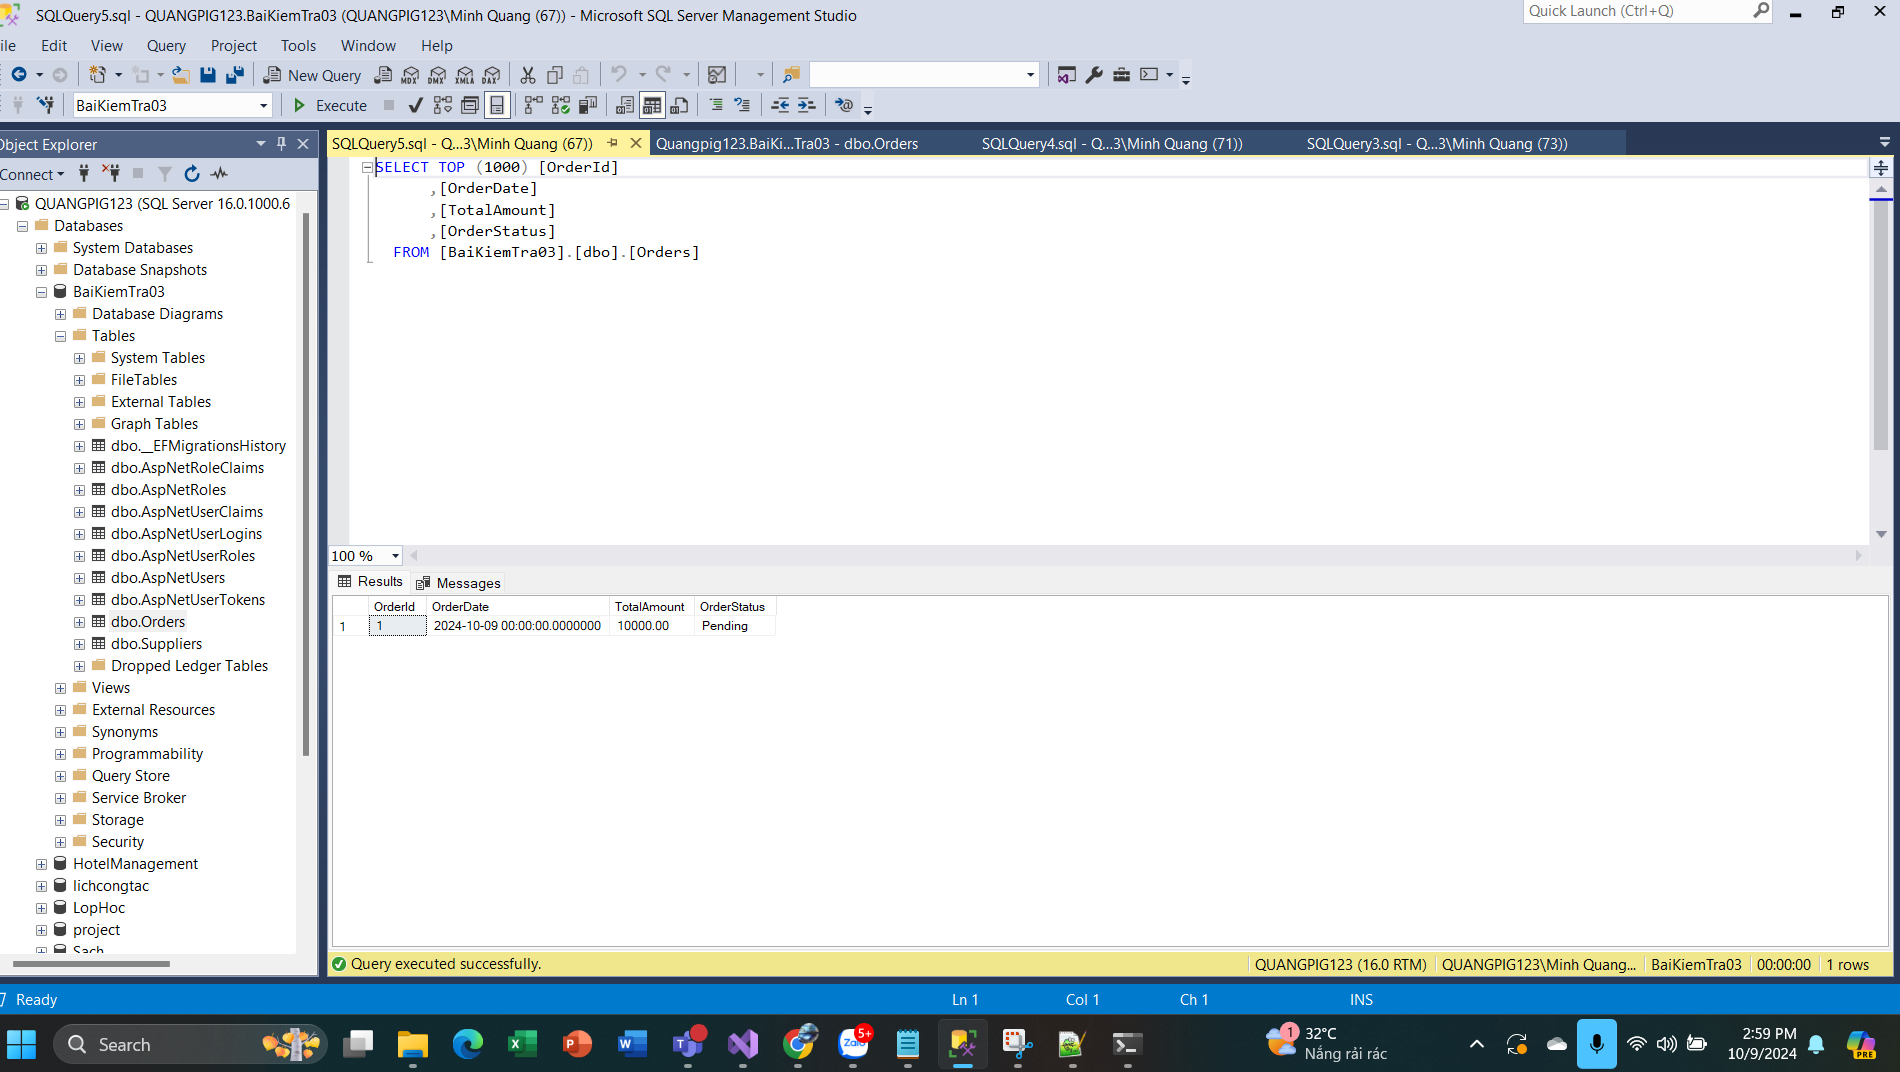 SQLQuery5.sql - QUANGPIG123.BaiKiemTra03 (QUANGPIG123\Minh Quang (67)) - Microsoft SQL Server Management Studio
Quick Launch (Ctrl+Q)
ile Edit View Query Project Tools Window Help
New Query MDX DMX XMLA DAX
BaiKiemTra03 Execute
Object Explorer
Connect
QUANGPIG123 (SQL Server 16.0.1000.6
Databases
System Databases
Database Snapshots
BaiKiemTra03
Database Diagrams
Tables
System Tables
FileTables
External Tables
Graph Tables
dbo.__EFMigrationsHistory
dbo.AspNetRoleClaims
dbo.AspNetRoles
dbo.AspNetUserClaims
dbo.AspNetUserLogins
dbo.AspNetUserRoles
dbo.AspNetUsers
dbo.AspNetUserTokens
dbo.Orders
dbo.Suppliers
Dropped Ledger Tables
Views
External Resources
Synonyms
Programmability
Query Store
Service Broker
Storage
Security
HotelManagement
lichcongtac
LopHoc
project
Sach
SQLQuery5.sql - Q...3\Minh Quang (67)) Quangpig123.BaiKi...Tra03 - dbo.Orders SQLQuery4.sql - Q...3\Minh Quang (71)) SQLQuery3.sql - Q...3\Minh Quang (73))
SELECT TOP (1000) [OrderId]
,[OrderDate]
,[TotalAmount]
,[OrderStatus]
FROM [BaiKiemTra03].[dbo].[Orders]
100 %
Results Messages
OrderId OrderDate TotalAmount OrderStatus
1 1 2024-10-09 00:00:00.0000000 10000.00 Pending
Query executed successfully. QUANGPIG123 (16.0 RTM) QUANGPIG123\Minh Quang... BaiKiemTra03 00:00:00 1 rows
Ready Ln 1 Col 1 Ch 1 INS
Search
Zalo 5+
1 32°C
Nắng rải rác
2:59 PM
10/9/2024
PRE